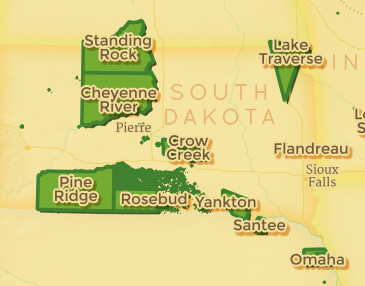 Standing
Rock
Lake
Traverse
IN
Cheyenne
River
SOUTH
DAKOTA
Pierre
Crow
Creek
Flandreau
Sioux
Falls
Pine
Ridge
Rosebud
Yankton
Santee
Omaha